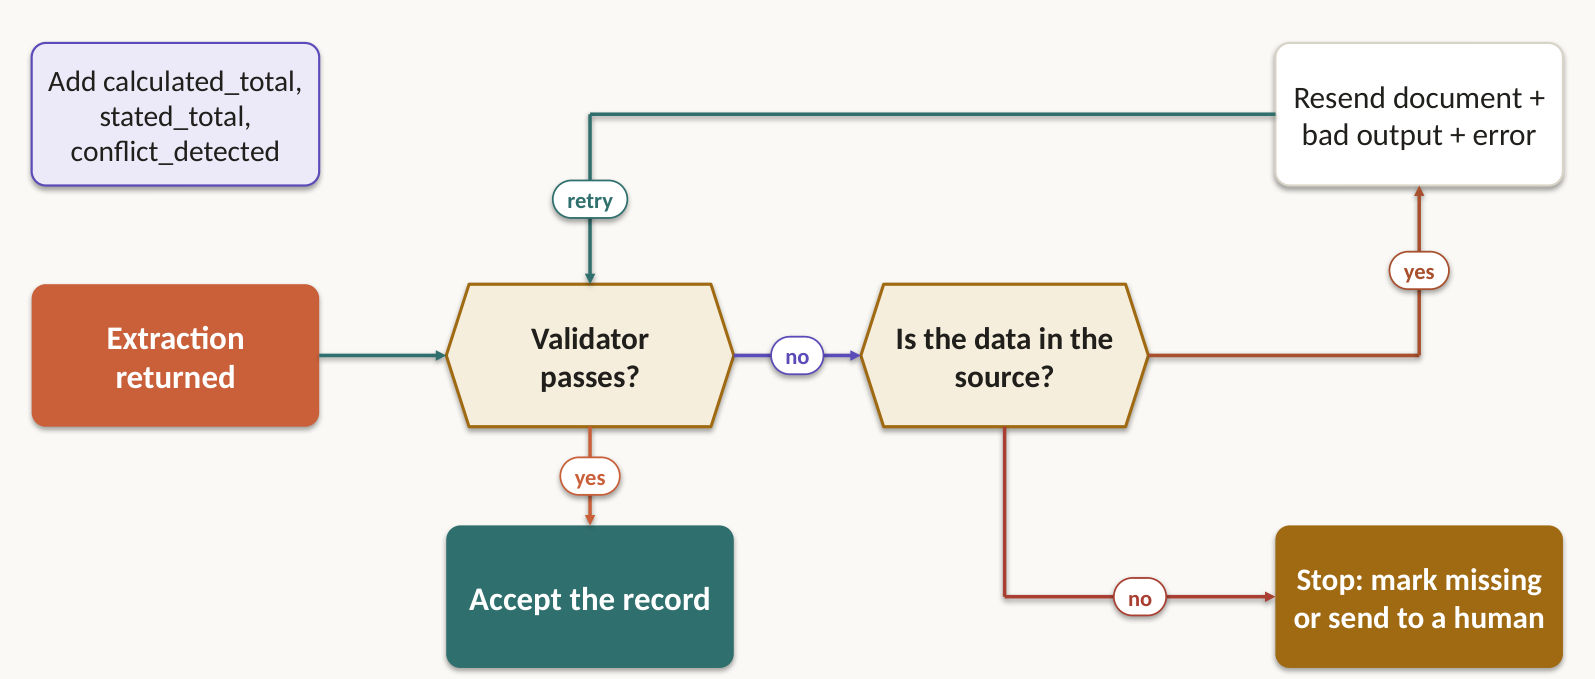 Add calculated_total,
stated_total,
conflict_detected
Resend document +
bad output + error
retry
yes
Extraction
returned
Validator
passes?
no
Is the data in the
source?
yes
Accept the record
no
Stop: mark missing
or send to a human